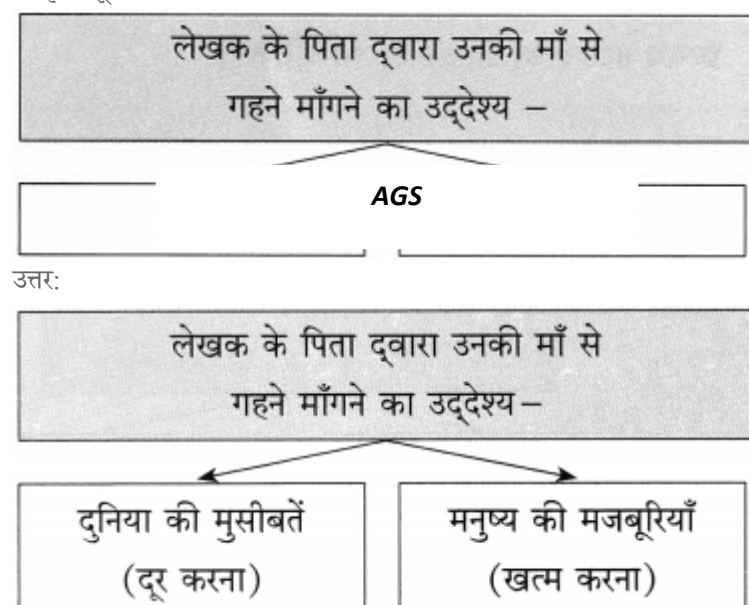 लेखक के पिता द्‌वारा उनकी माँ से
गहने माँगने का उद्‌देश्य –
AGS
उत्तर:
लेखक के पिता द्‌वारा उनकी माँ से
गहने माँगने का उद्‌देश्य –
दुनिया की मुसीबतें
(दूर करना)
मनुष्य की मजबूरियाँ
(खत्म करना)